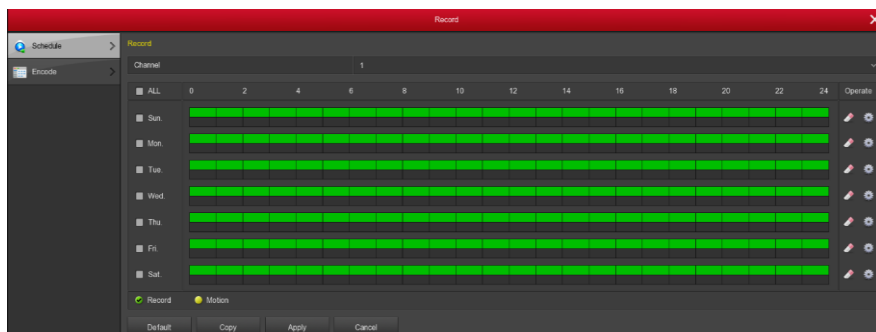 Record X
Schedule >
Record
Channel 1
Encode >
ALL 0 2 4 6 8 10 12 14 16 18 20 22 24 Operate
Sun.
Mon.
Tue.
Wed.
Thu.
Fri.
Sat.
Record Motion
Default Copy Apply Cancel